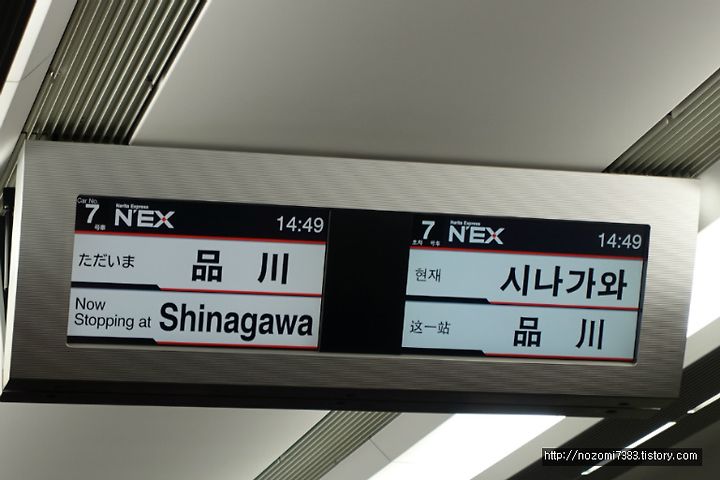 Car No.
7 号車
Narita Express
N'EX
14:49
ただいま 品川
Now
Stopping at Shinagawa
7
호차 号车
Narita Express
N'EX
14:49
현재 시나가와
这一站 品川
http://nozomi7383.tistory.com